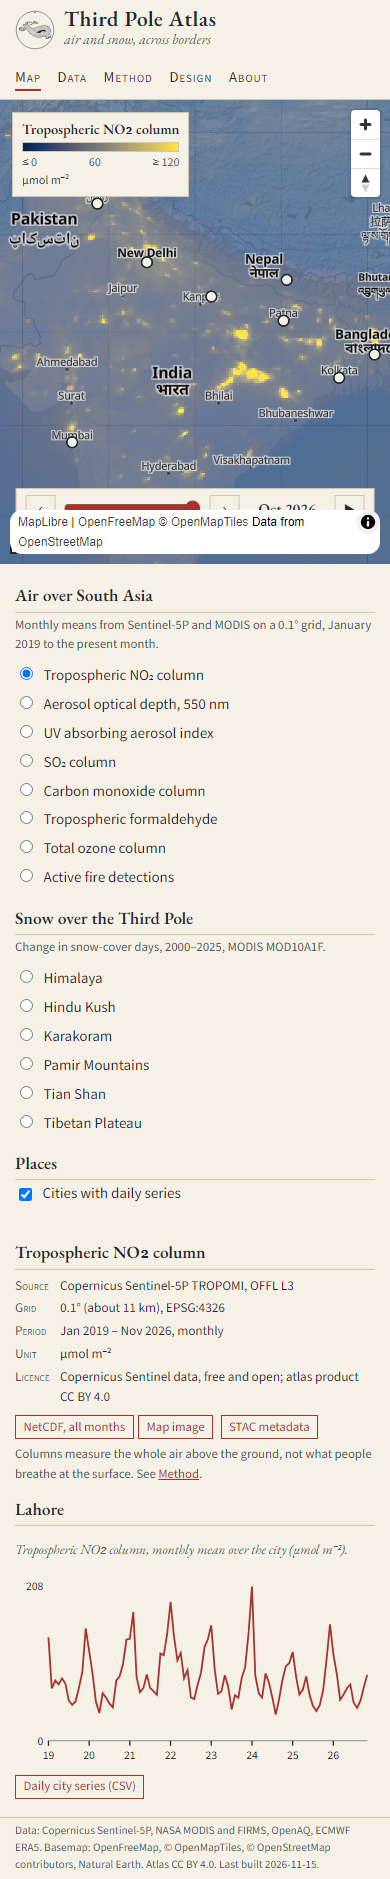 Third Pole Atlas
air and snow, across borders
Map Data Method Design About
Tropospheric NO2 column
≤ 0 60 ≥ 120
µmol m⁻²
Pakistan
پاکستان
New Delhi
Nepal
नेपाल
Jaipur
Patna
India
भारत
Kolkata
Ahmedabad
Surat
Bhilai
Bhubaneswar
Mumbai
Hyderabad
Visakhapatnam
Oct 2026
MapLibre | OpenFreeMap © OpenMapTiles Data from
OpenStreetMap
Air over South Asia
Monthly means from Sentinel-5P and MODIS on a 0.1° grid, January
2019 to the present month.
Tropospheric NO₂ column
Aerosol optical depth, 550 nm
UV absorbing aerosol index
SO₂ column
Carbon monoxide column
Tropospheric formaldehyde
Total ozone column
Active fire detections
Snow over the Third Pole
Change in snow-cover days, 2000–2025, MODIS MOD10A1F.
Himalaya
Hindu Kush
Karakoram
Pamir Mountains
Tian Shan
Tibetan Plateau
Places
Cities with daily series
Tropospheric NO2 column
Source Copernicus Sentinel-5P TROPOMI, OFFL L3
Grid 0.1° (about 11 km), EPSG:4326
Period Jan 2019 – Nov 2026, monthly
Unit µmol m⁻²
Licence Copernicus Sentinel data, free and open; atlas product
CC BY 4.0
NetCDF, all months Map image STAC metadata
Columns measure the whole air above the ground, not what people
breathe at the surface. See Method.
Lahore
Tropospheric NO2 column, monthly mean over the city (µmol m⁻²).
208
0
19 20 21 22 23 24 25 26
Daily city series (CSV)
Data: Copernicus Sentinel-5P, NASA MODIS and FIRMS, OpenAQ, ECMWF
ERA5. Basemap: OpenFreeMap, © OpenMapTiles, © OpenStreetMap
contributors, Natural Earth. Atlas CC BY 4.0. Last built 2026-11-15.